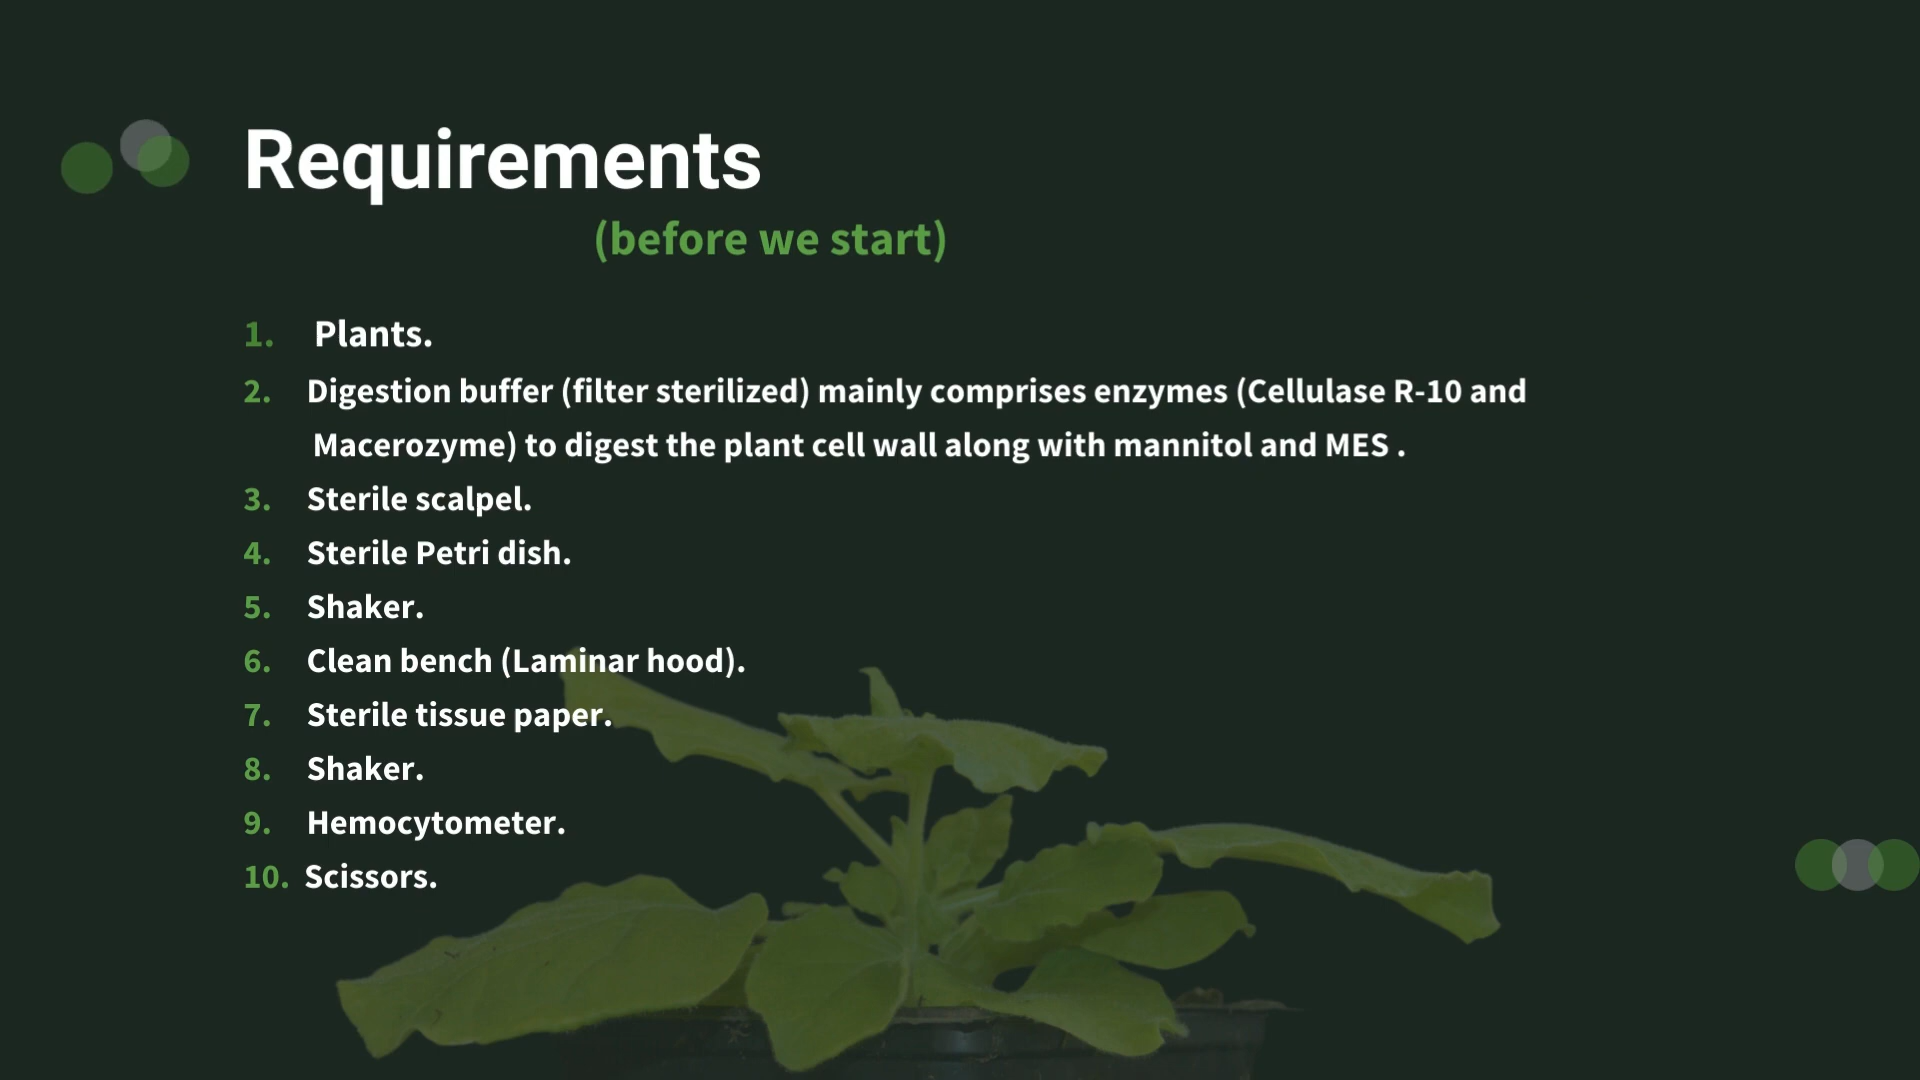 Requirements
(before we start)
1. Plants.
2. Digestion buffer (filter sterilized) mainly comprises enzymes (Cellulase R-10 and
Macerozyme) to digest the plant cell wall along with mannitol and MES .
3. Sterile scalpel.
4. Sterile Petri dish.
5. Shaker.
6. Clean bench (Laminar hood).
7. Sterile tissue paper.
8. Shaker.
9. Hemocytometer.
10. Scissors.